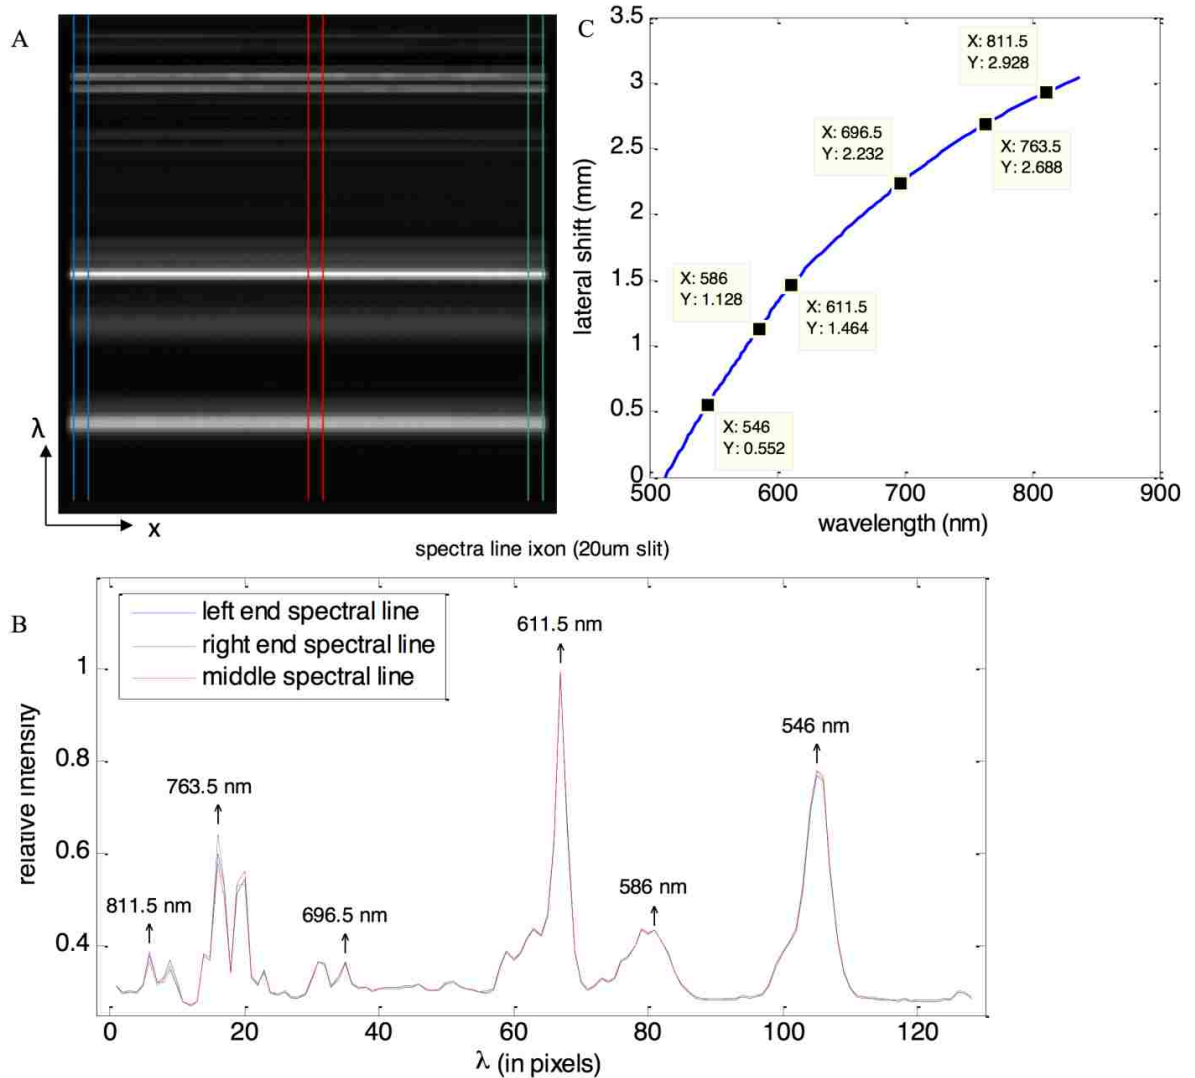 A
λ
x
C
3.5
3
2.5
2
1.5
1
0.5
0
500
600
700
800
900
lateral shift (mm)
wavelength (nm)
X: 811.5
Y: 2.928
X: 696.5
Y: 2.232
X: 763.5
Y: 2.688
X: 586
Y: 1.128
X: 611.5
Y: 1.464
X: 546
Y: 0.552
spectra line ixon (20um slit)
B
left end spectral line
right end spectral line
middle spectral line
611.5 nm
546 nm
763.5 nm
811.5 nm
696.5 nm
586 nm
1
0.8
0.6
0.4
relative intensity
0
20
40
60
80
100
120
λ (in pixels)